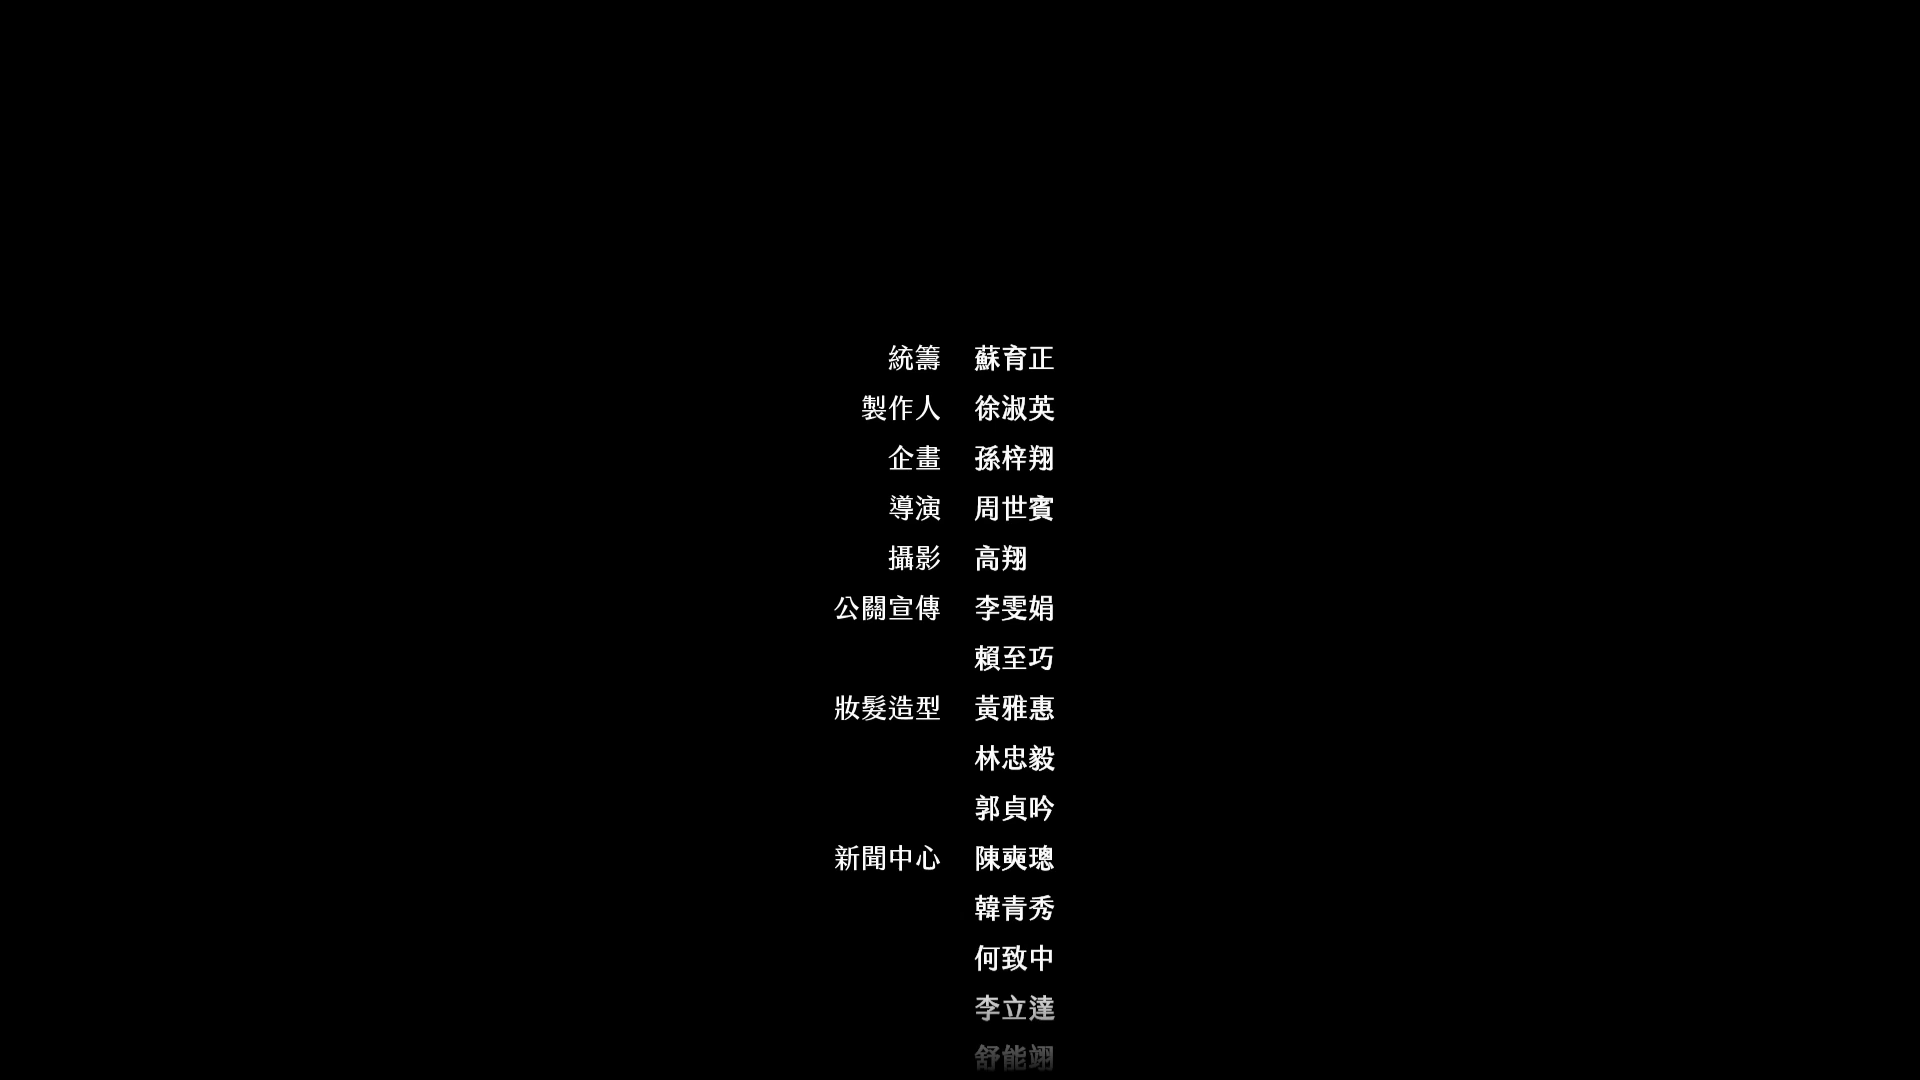 統籌 蘇育正
製作人 徐淑英
企畫 孫梓翔
導演 周世賓
攝影 高翔
公關宣傳 李雯娟
賴至巧
妝髮造型 黃雅惠
林忠毅
郭貞吟
新聞中心 陳奭璁
韓青秀
何致中
李立達
舒能翊